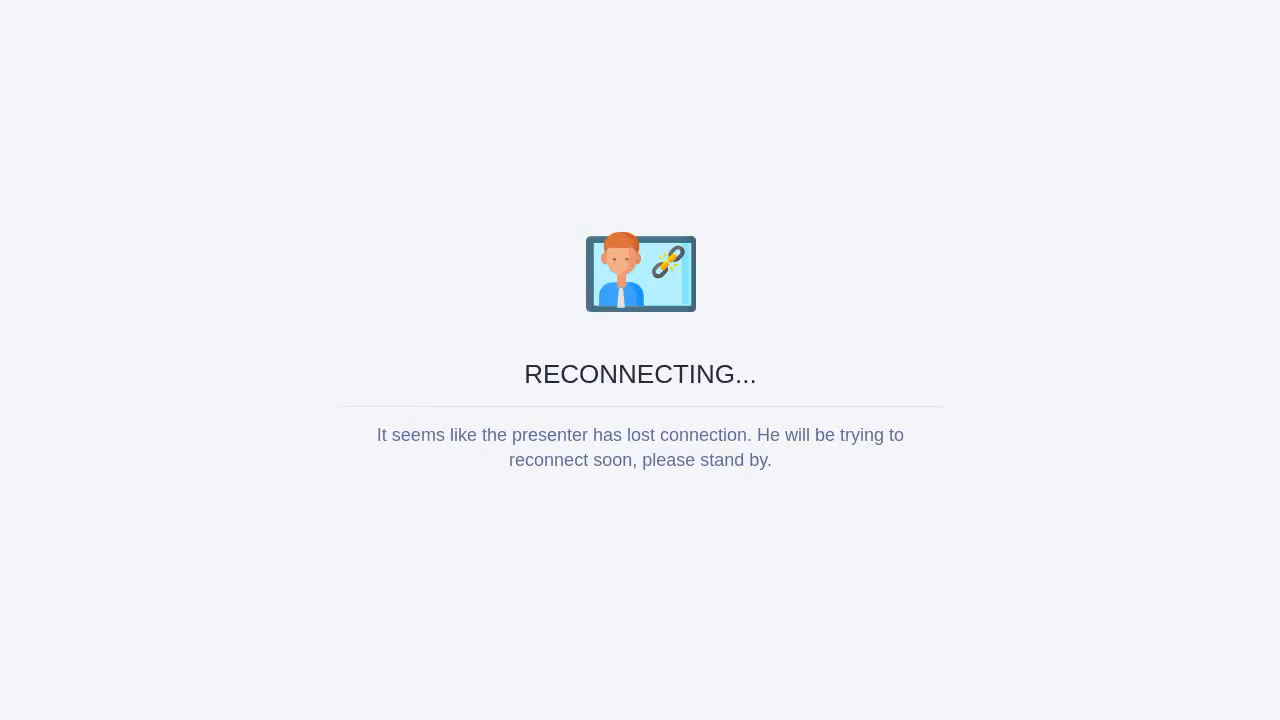 RECONNECTING...
It seems like the presenter has lost connection. He will be trying to
reconnect soon, please stand by.